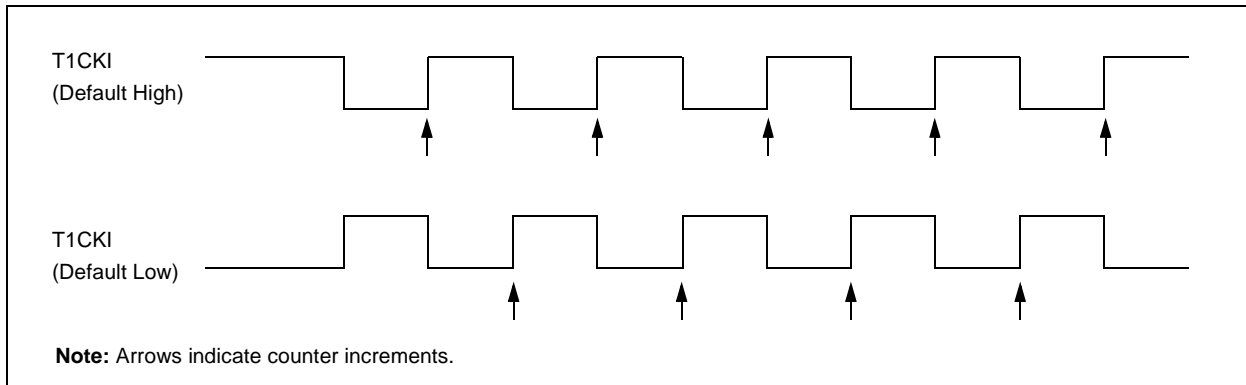 T1CKI
(Default High)
T1CKI
(Default Low)
Note: Arrows indicate counter increments.